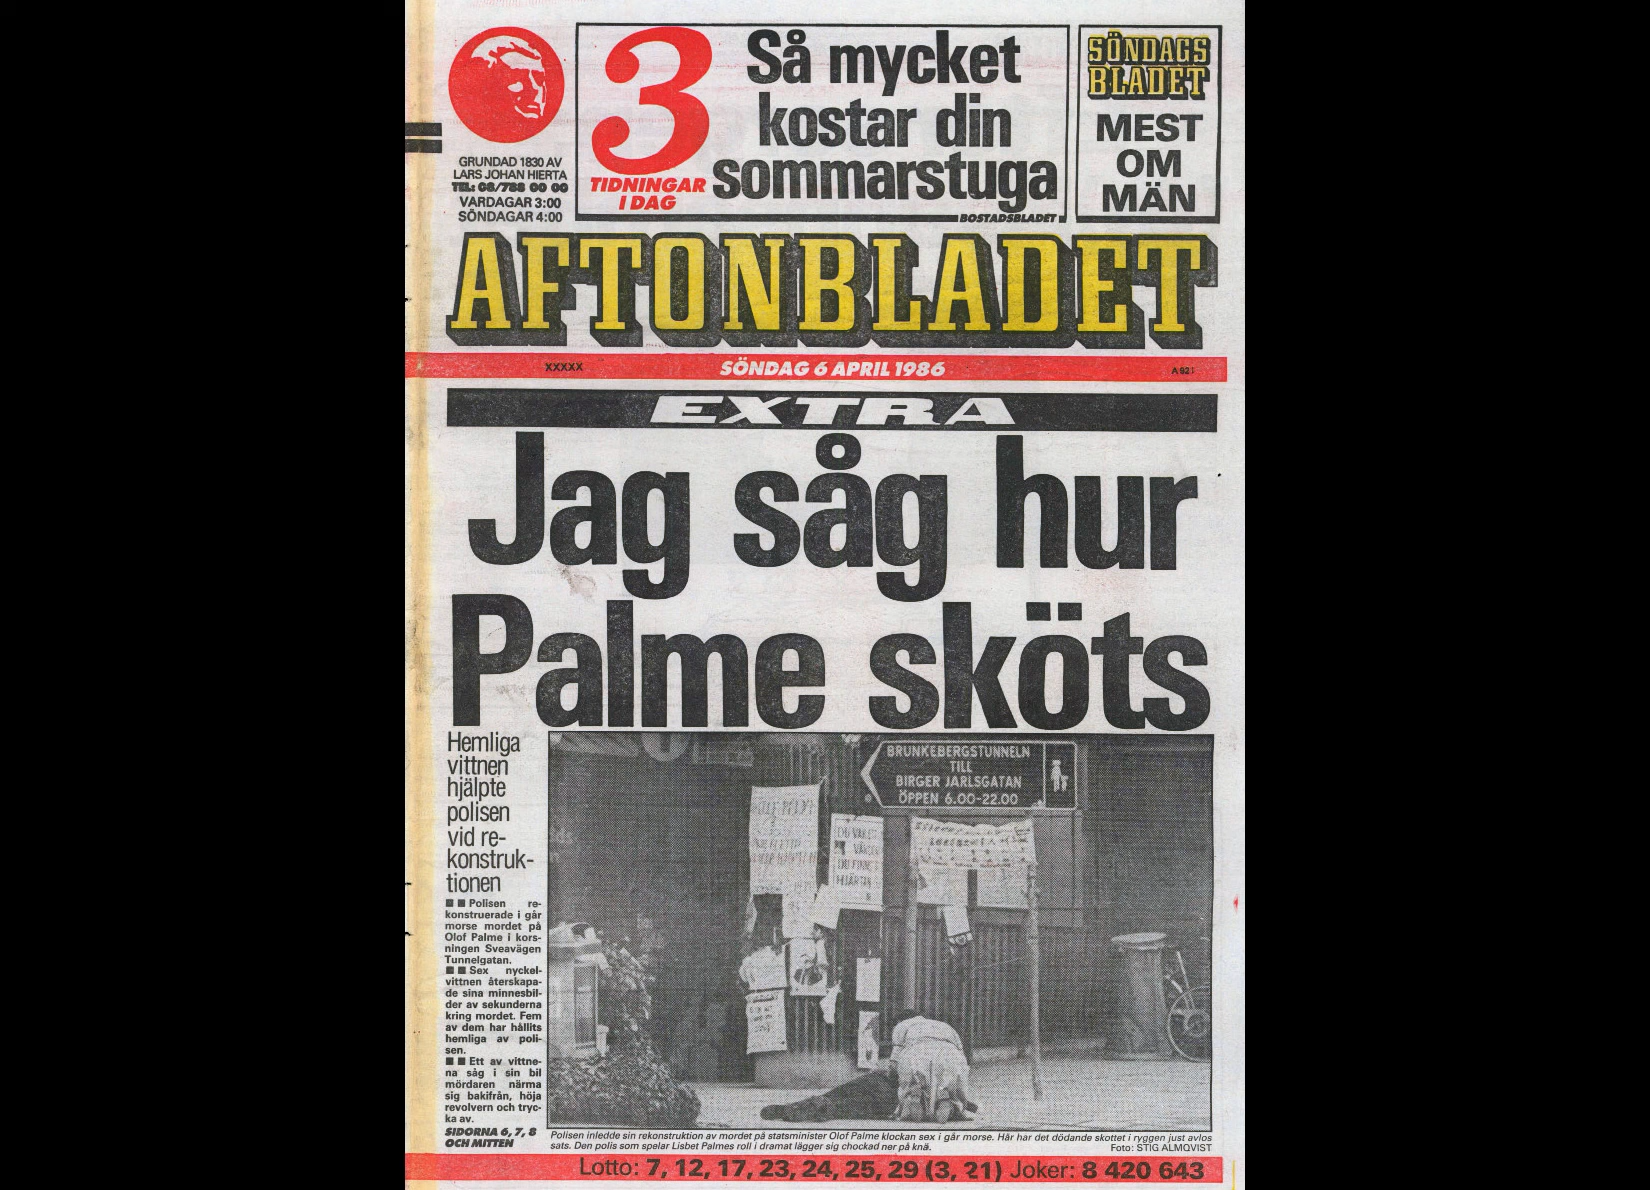 GRUNDAD 1830 AV
LARS JOHAN HIERTA
TEL: 08/788 00 00
VARDAGAR 3:00
SÖNDAGAR 4:00
3
TIDNINGAR
I DAG
Så mycket
kostar din
sommarstuga
BOSTADSBLADET
SÖNDAGS
BLADET
MEST
OM
MÄN
AFTONBLADET
XXXXX
SÖNDAG 6 APRIL 1986
EXTRA
Jag såg hur
Palme sköts
Hemliga
vittnen
hjälpte
polisen
vid re-
konstruk-
tionen
■ ■ Polisen re-
konstruerade i går
morse mordet på
Olof Palme i kors-
ningen Sveavägen
Tunnelgatan.
■ ■ Sex nyckel-
vittnen återskapa-
de sina minnesbil-
der av sekunderna
kring mordet. Fem
av dem har hållits
hemliga av poli-
sen.
■ ■ Ett av vittne-
na såg i sin bil
mördaren närma
sig bakifrån, höja
revolvern och tryc-
ka av.
SIDORNA 6, 7, 8
OCH MITTEN
BRUNKEBERGSTUNNELN
TILL
BIRGER JARLSGATAN
ÖPPEN 6.00-22.00
Polisen inledde sin rekonstruktion av mordet på statsminister Olof Palme klockan sex i går morse. Här har det dödande skottet i ryggen just avlos
sats. Den polis som spelar Lisbet Palmes roll i dramat lägger sig chockad ner på knä.
Foto: STIG ALMQVIST
Lotto: 7, 12, 17, 23, 24, 25, 29 (3, 21) Joker: 8 420 643